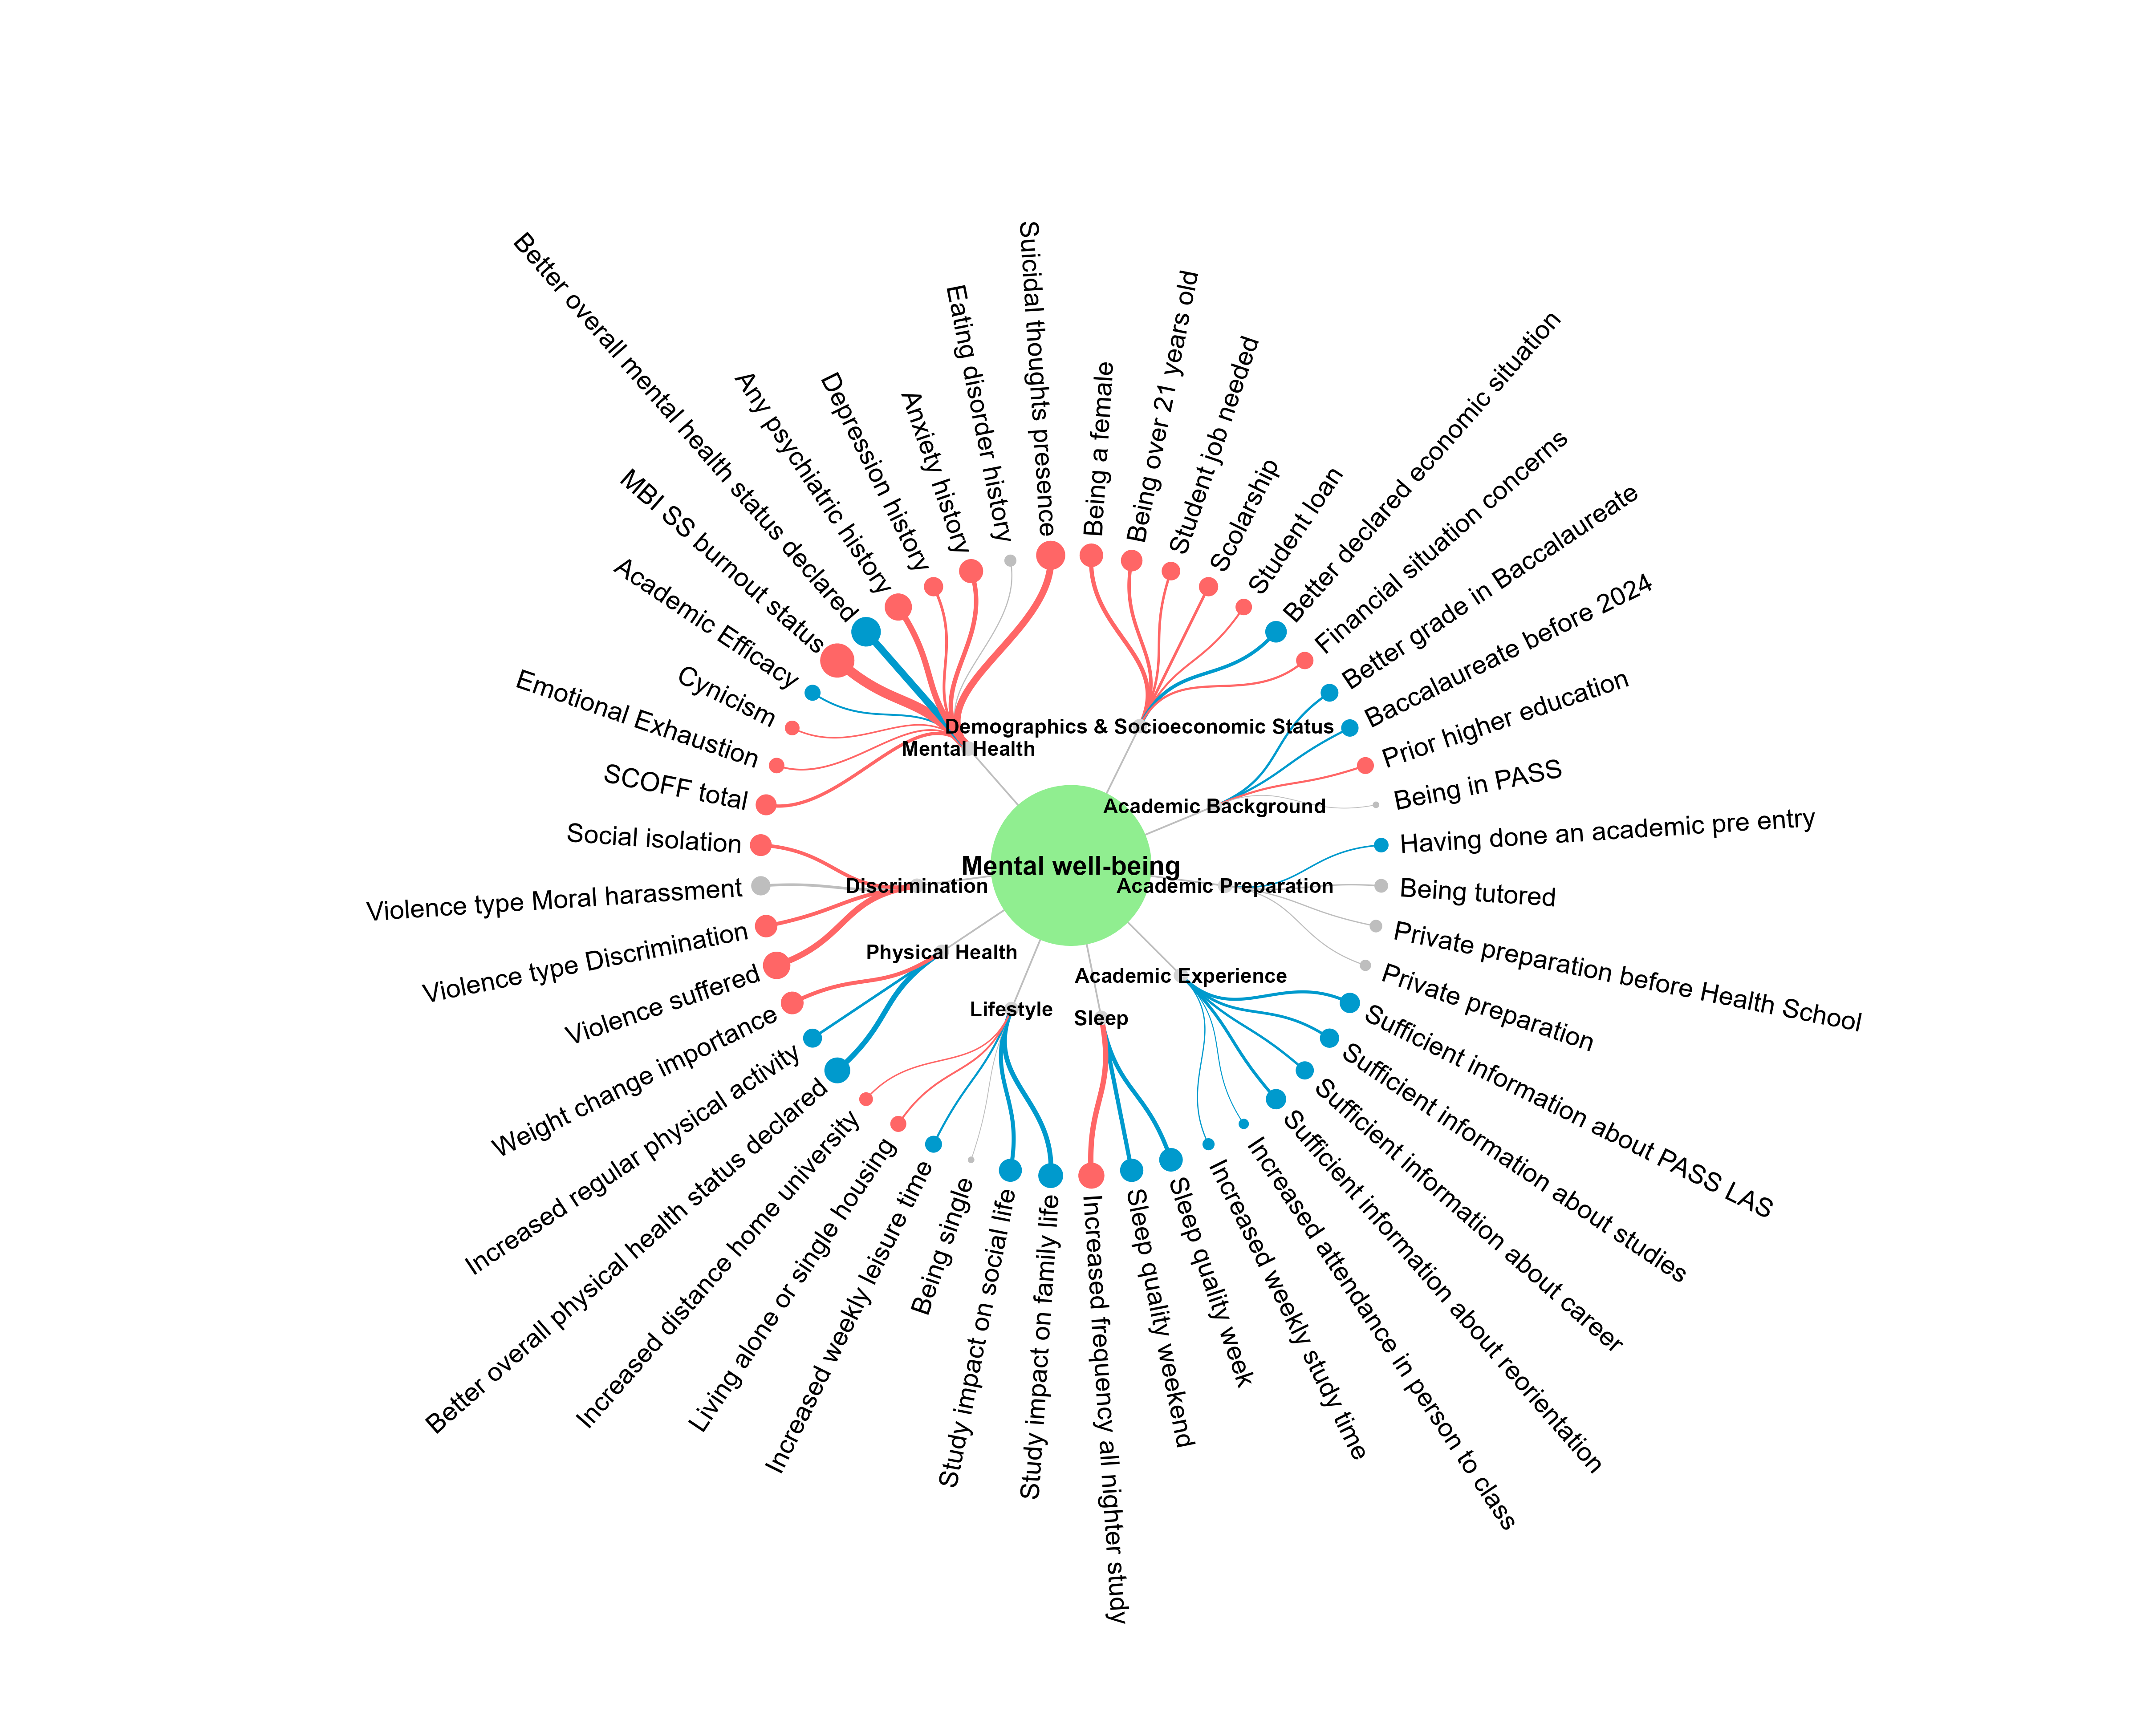 Mental well-being
Demographics & Socioeconomic Status
Being a female
Being over 21 years old
Student job needed
Scolarship
Student loan
Better declared economic situation
Financial situation concerns
Academic Background
Better grade in Baccalaureate
Baccalaureate before 2024
Prior higher education
Being in PASS
Academic Preparation
Having done an academic pre entry
Being tutored
Private preparation before Health School
Private preparation
Academic Experience
Sufficient information about PASS LAS
Sufficient information about studies
Sufficient information about career
Sufficient information about reorientation
Increased attendance in person to class
Increased weekly study time
Sleep
Sleep quality week
Sleep quality weekend
Increased frequency all nighter study
Lifestyle
Study impact on family life
Study impact on social life
Being single
Increased weekly leisure time
Living alone or single housing
Increased distance home university
Physical Health
Better overall physical health status declared
Increased regular physical activity
Weight change importance
Discrimination
Violence suffered
Violence type Discrimination
Violence type Moral harassment
Social isolation
Mental Health
SCOFF total
Emotional Exhaustion
Cynicism
Academic Efficacy
MBI SS burnout status
Better overall mental health status declared
Any psychiatric history
Depression history
Anxiety history
Eating disorder history
Suicidal thoughts presence